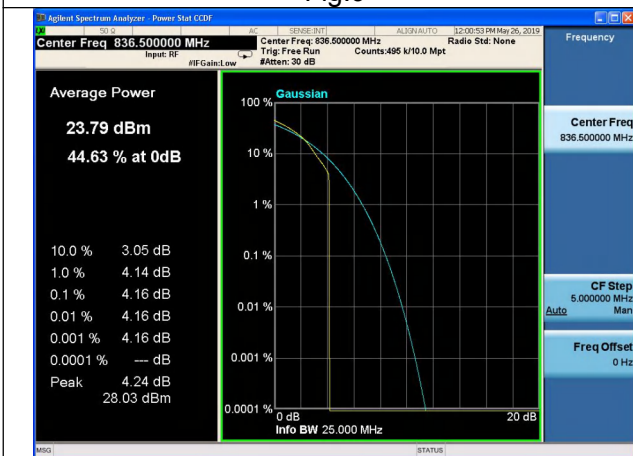 Agilent Spectrum Analyzer - Power Stat CCDF
50 Ω AC SENSE:INT ALIGNAUTO 12:00:53 PM May 26, 2019
Center Freq 836.500000 MHz
Center Freq: 836.500000 MHz
Radio Std: None
Input: RF
Trig: Free Run
Counts:495 k/10.0 Mpt
#IFGain:Low
#Atten: 30 dB
Frequency
Average Power
23.79 dBm
44.63 % at 0dB
10.0 % 3.05 dB
1.0 % 4.14 dB
0.1 % 4.16 dB
0.01 % 4.16 dB
0.001 % 4.16 dB
0.0001 % --- dB
Peak 4.24 dB
28.03 dBm
Gaussian
100 %
10 %
1 %
0.1 %
0.01 %
0.001 %
0.0001 %
0 dB
20 dB
Info BW 25.000 MHz
Center Freq
836.500000 MHz
CF Step
5.000000 MHz
Auto Man
Freq Offset
0 Hz
MSG
STATUS